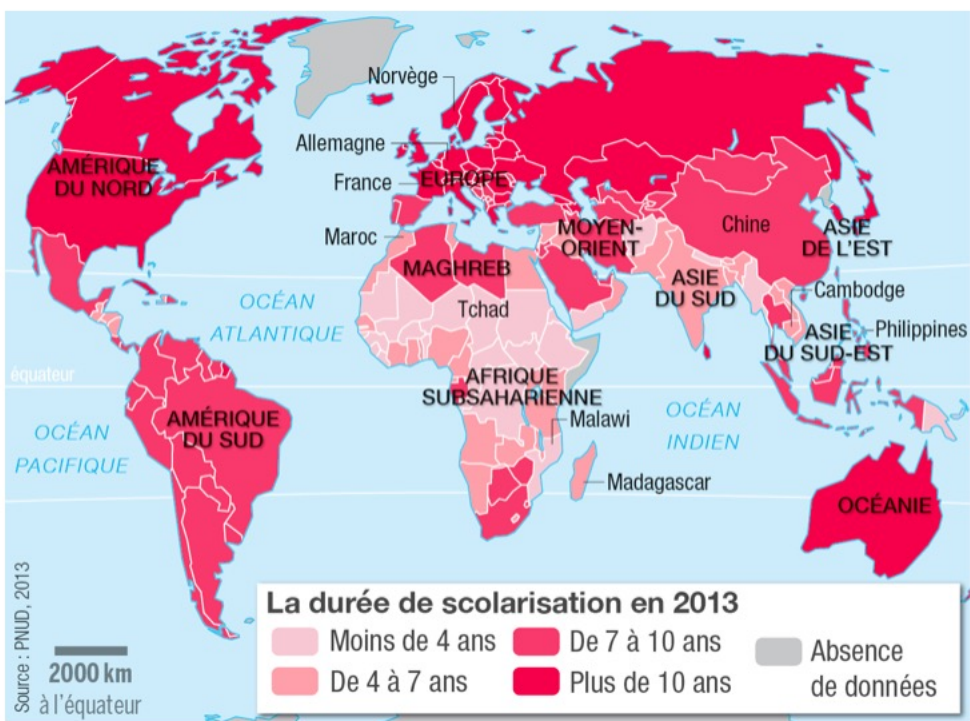 Norvège
Allemagne
AMÉRIQUE
DU NORD
EUROPE
France
Maroc
MOYEN-
ORIENT
Chine
ASIE
DE L'EST
MAGHREB
ASIE
DU SUD
OCÉAN
ATLANTIQUE
Tchad
Cambodge
ASIE
DU SUD-EST
Philippines
équateur
AFRIQUE
SUBSAHARIENNE
AMÉRIQUE
DU SUD
Malawi
OCÉAN
INDIEN
OCÉAN
PACIFIQUE
Madagascar
OCÉANIE
Source : PNUD, 2013
2000 km
à l'équateur
La durée de scolarisation en 2013
Moins de 4 ans
De 7 à 10 ans
Absence
de données
De 4 à 7 ans
Plus de 10 ans